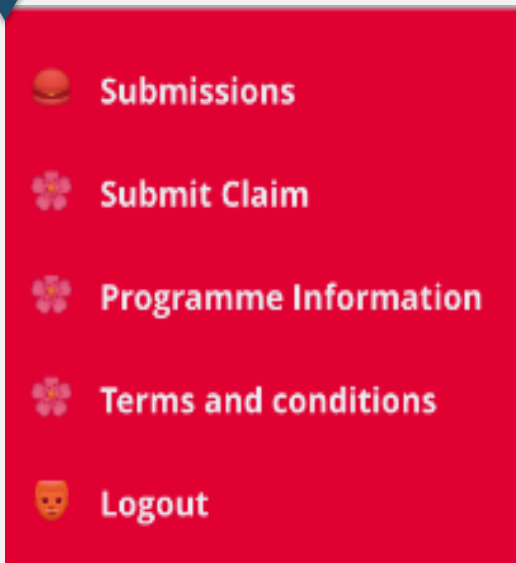 Submissions
Submit Claim
Programme Information
Terms and conditions
Logout